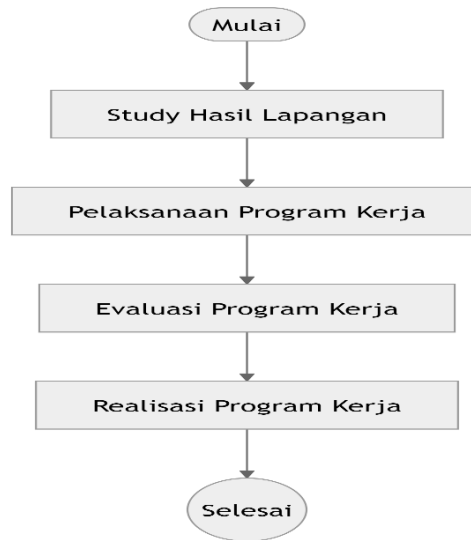 Mulai
Study Hasil Lapangan
Pelaksanaan Program Kerja
Evaluasi Program Kerja
Realisasi Program Kerja
Selesai